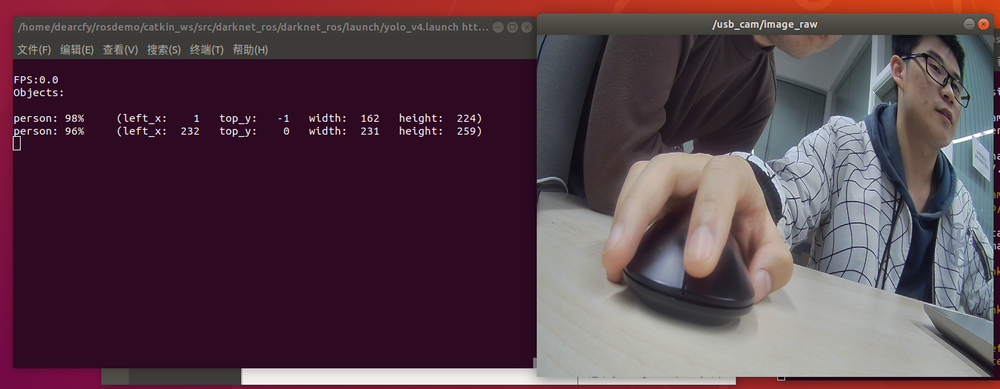 /home/dearcfy/rosdemo/catkin_ws/src/darknet_ros/darknet_ros/launch/yolo_v4.launch htt...
文件(F) 编辑(E) 查看(V) 搜索(S) 终端(T) 帮助(H)
FPS:0.0
Objects:
person: 98% (left_x: 1 top_y: -1 width: 162 height: 224)
person: 96% (left_x: 232 top_y: 0 width: 231 height: 259)
/usb_cam/image_raw